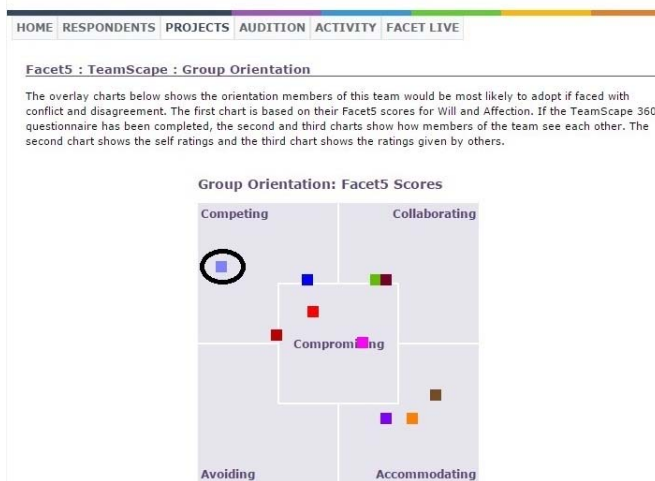 HOME RESPONDENTS PROJECTS AUDITION ACTIVITY FACET LIVE
Facet5 : TeamScape : Group Orientation
The overlay charts below shows the orientation members of this team would be most likely to adopt if faced with
conflict and disagreement. The first chart is based on their Facet5 scores for Will and Affection. If the TeamScape 360
questionnaire has been completed, the second and third charts show how members of the team see each other. The
second chart shows the self ratings and the third chart shows the ratings given by others.
Group Orientation: Facet5 Scores
Competing Collaborating
Compromising
Avoiding Accommodating